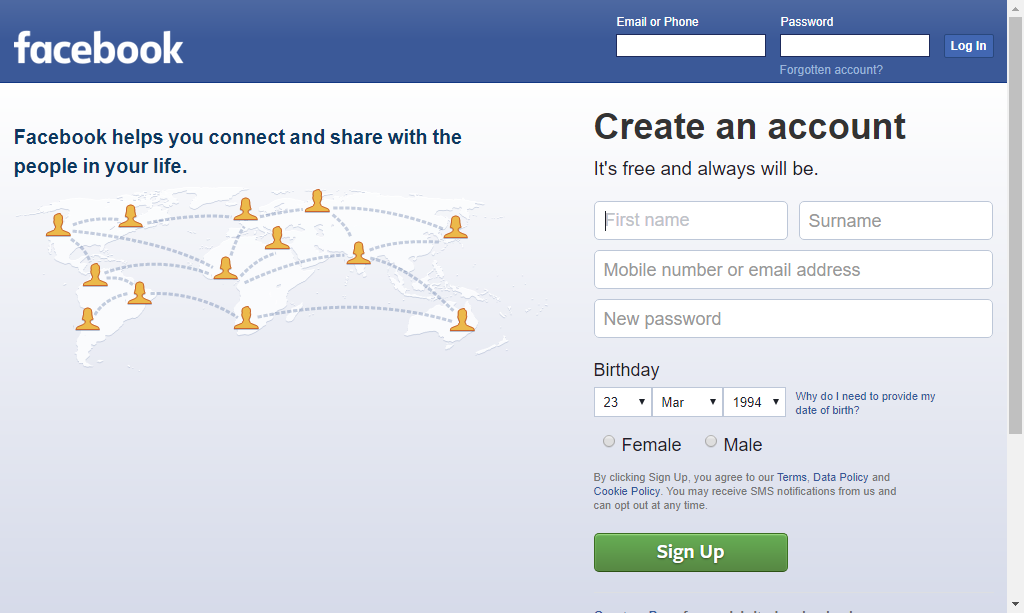 facebook
Email or Phone
Password
Log In
Forgotten account?
Facebook helps you connect and share with the
people in your life.
Create an account
It's free and always will be.
First name
Surname
Mobile number or email address
New password
Birthday
23
Mar
1994
Why do I need to provide my
date of birth?
Female
Male
By clicking Sign Up, you agree to our Terms, Data Policy and
Cookie Policy. You may receive SMS notifications from us and
can opt out at any time.
Sign Up